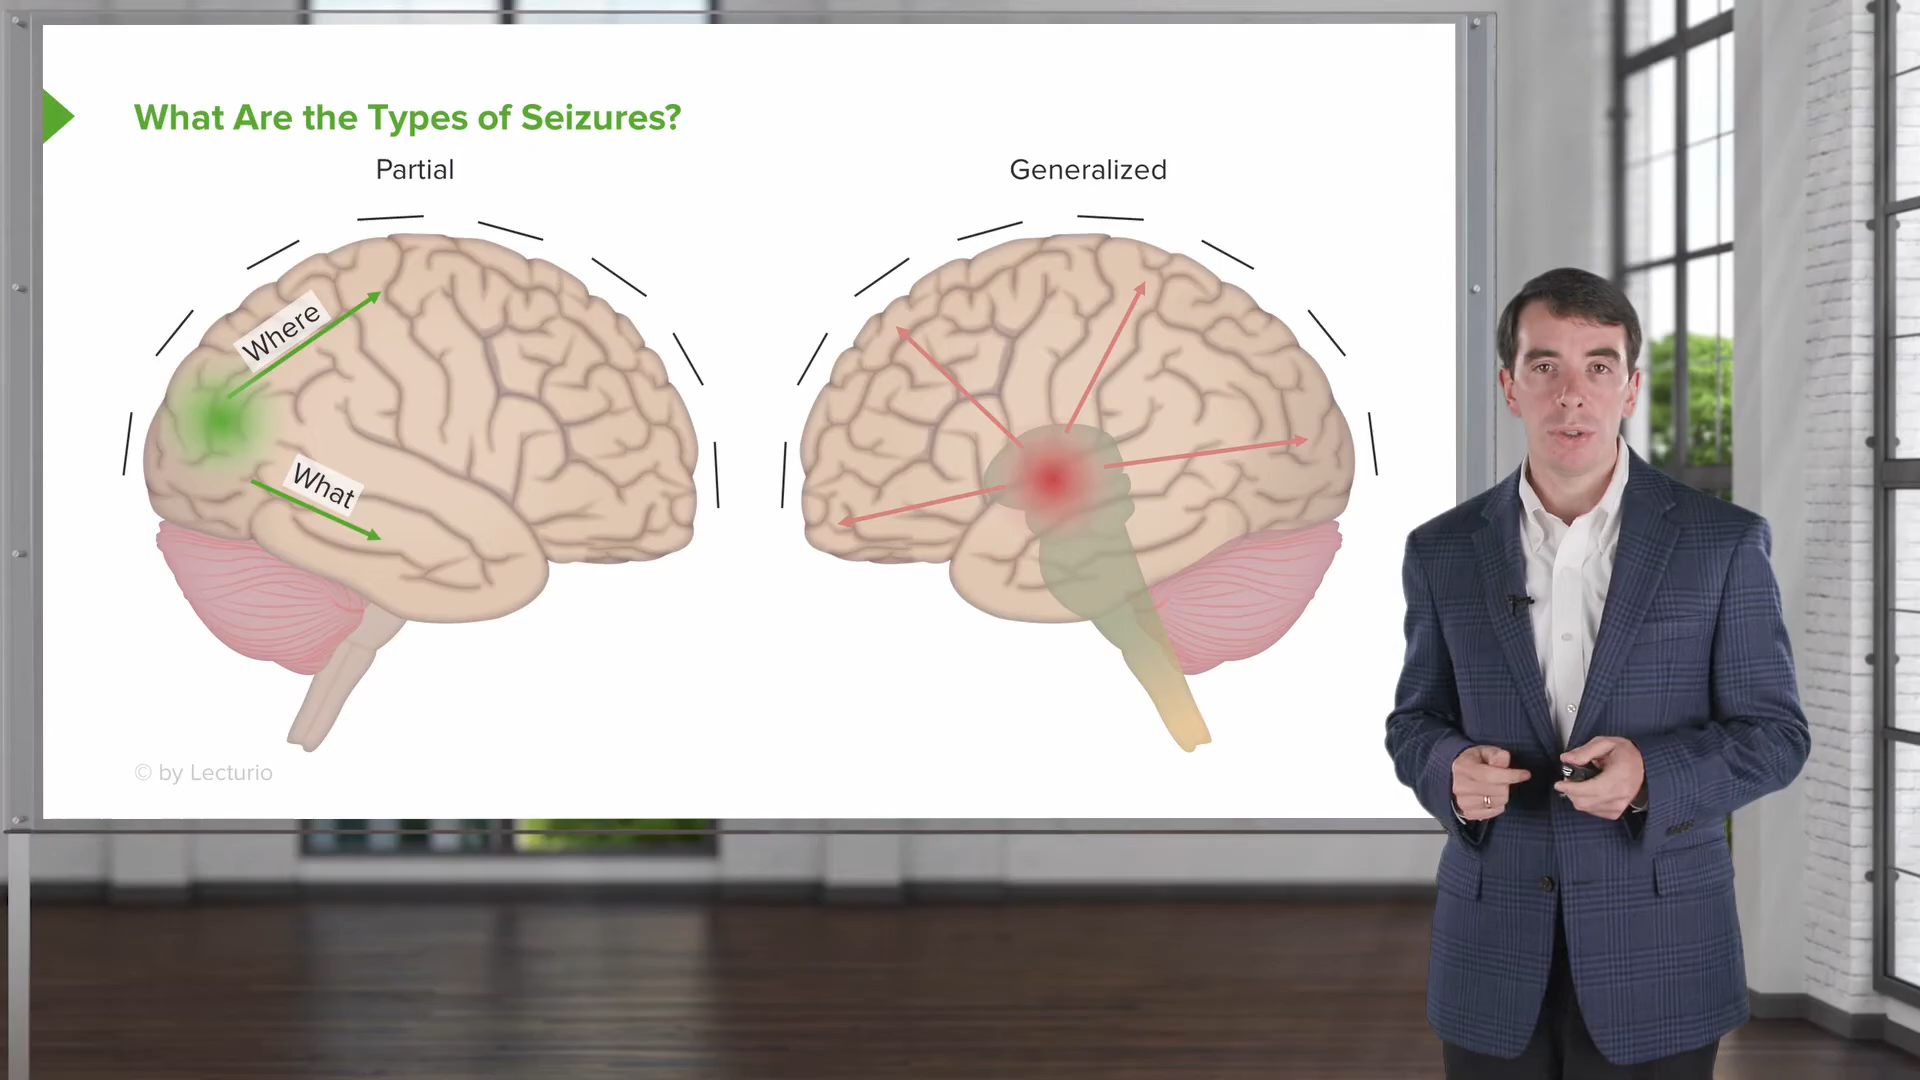 What Are the Types of Seizures?
Partial
Generalized
Where
What
© by Lecturio